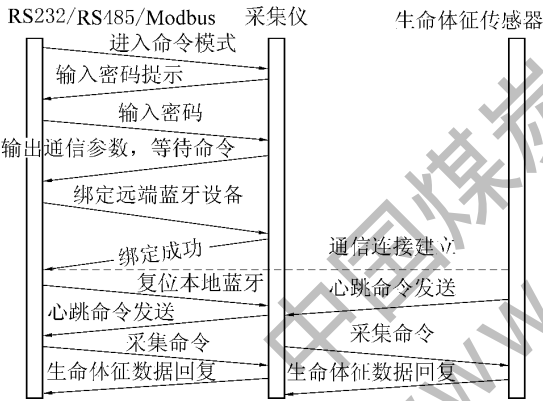 RS232/RS485/Modbus 采集仪 生命体征传感器
进入命令模式
输入密码提示
输入密码
输出通信参数，等待命令
绑定远端蓝牙设备
绑定成功 通信连接建立
复位本地蓝牙 心跳命令发送
心跳命令发送
采集命令 采集命令
生命体征数据回复 生命体征数据回复
中国煤炭
WW